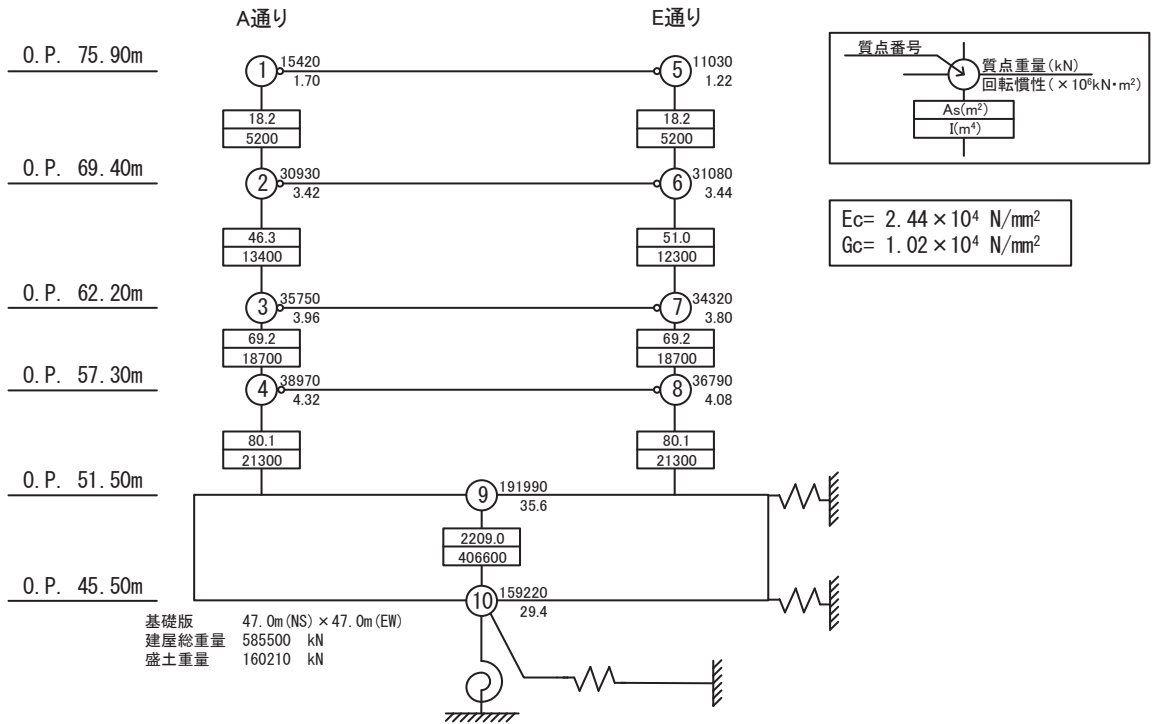 A通り E通り
O.P. 75.90m
1 15420 5 11030
1.70 1.22
18.2 18.2
5200 5200
O.P. 69.40m
2 30930 6 31080
3.42 3.44
46.3 51.0
13400 12300
O.P. 62.20m
3 35750 7 34320
3.96 3.80
69.2 69.2
18700 18700
O.P. 57.30m
4 38970 8 36790
4.32 4.08
80.1 80.1
21300 21300
O.P. 51.50m
9 191990
35.6
2209.0
406600
O.P. 45.50m
10 159220
29.4
基礎版 47.0m(NS)×47.0m(EW)
建屋総重量 585500 kN
盛土重量 160210 kN
質点番号
質点重量(kN)
回転慣性(×10⁶kN・m²)
As(m²)
I(m⁴)
Ec= 2.44×10⁴ N/mm²
Gc= 1.02×10⁴ N/mm²